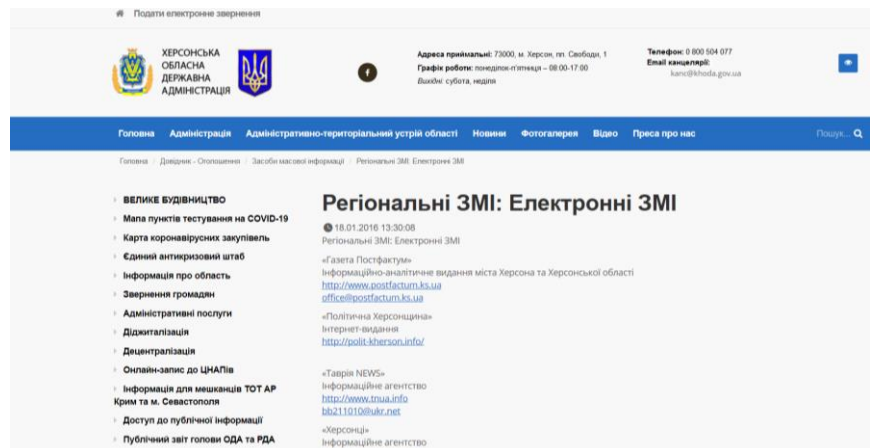 Подати електронне звернення
ХЕРСОНСЬКА
ОБЛАСНА
ДЕРЖАВНА
АДМІНІСТРАЦІЯ
Адреса приймальні: 73000, м. Херсон, пл. Свободи, 1
Графік роботи: понеділок-п'ятниця – 08:00-17:00
Вихідні: субота, неділя
Телефон: 0 800 504 077
Email канцелярії:
kanc@khoda.gov.ua
Головна Адміністрація Адміністративно-територіальний устрій області Новини Фотогалерея Відео Преса про нас Пошук...
Головна / Довідник - Оголошення / Засоби масової інформації / Регіональні ЗМІ: Електронні ЗМІ
ВЕЛИКЕ БУДІВНИЦТВО
Мапа пунктів тестування на COVID-19
Карта коронавірусних закупівель
Єдиний антикризовий штаб
Інформація про область
Звернення громадян
Адміністративні послуги
Діджиталізація
Децентралізація
Онлайн-запис до ЦНАПів
Інформація для мешканців ТОТ АР
Крим та м. Севастополя
Доступ до публічної інформації
Публічний звіт голови ОДА та РДА
Регіональні ЗМІ: Електронні ЗМІ
18.01.2016 13:30:08
Регіональні ЗМІ: Електронні ЗМІ
«Газета Постфактум»
Інформаційно-аналітичне видання міста Херсона та Херсонської області
http://www.postfactum.ks.ua
office@postfactum.ks.ua
«Політична Херсонщина»
Інтернет-видання
http://polit-kherson.info/
«Таврія NEWS»
Інформаційне агентство
http://www.tnua.info
bb211010@ukr.net
«Херсонці»
Інформаційне агентство